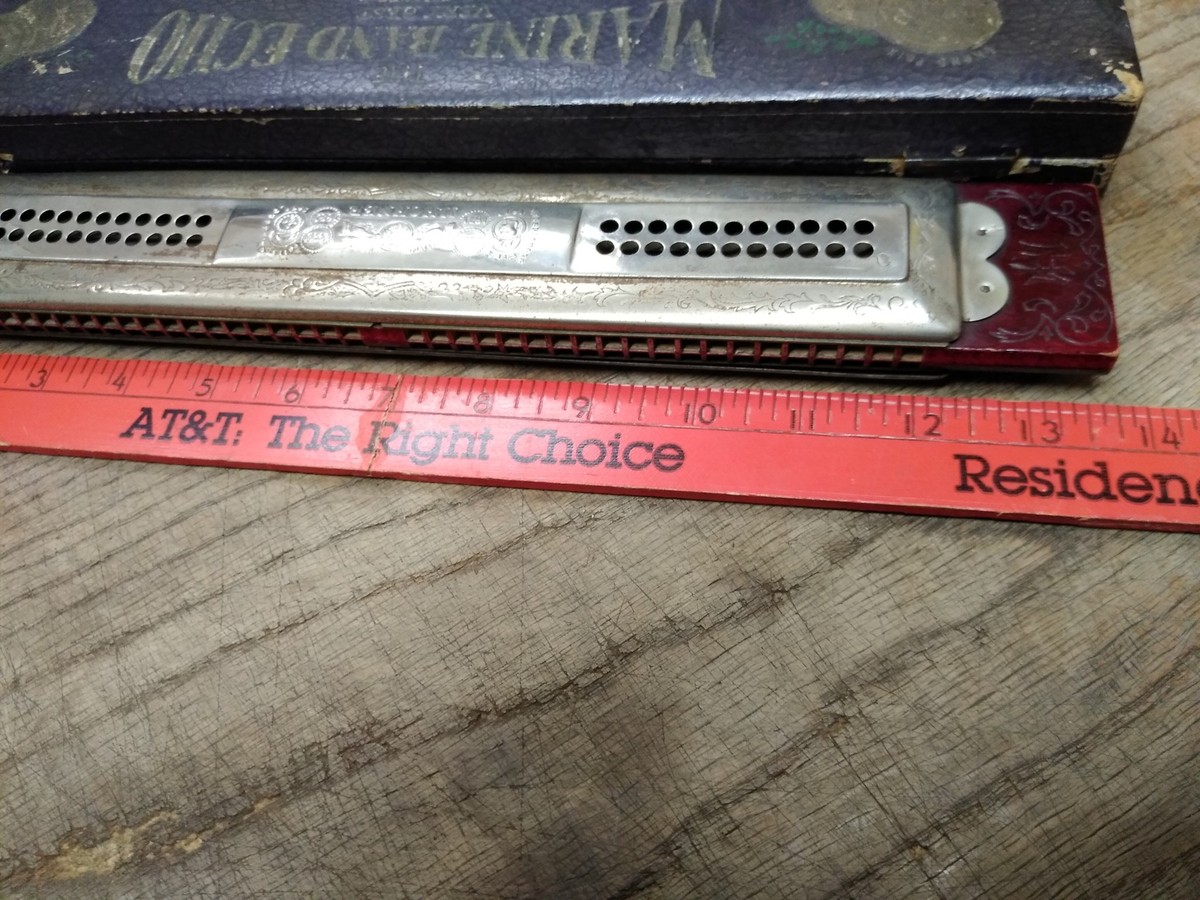 MARINE BAND ECHO
3 4 5 6 7 8 9 10 11 12 13 14
AT&T: The Right Choice
Residen